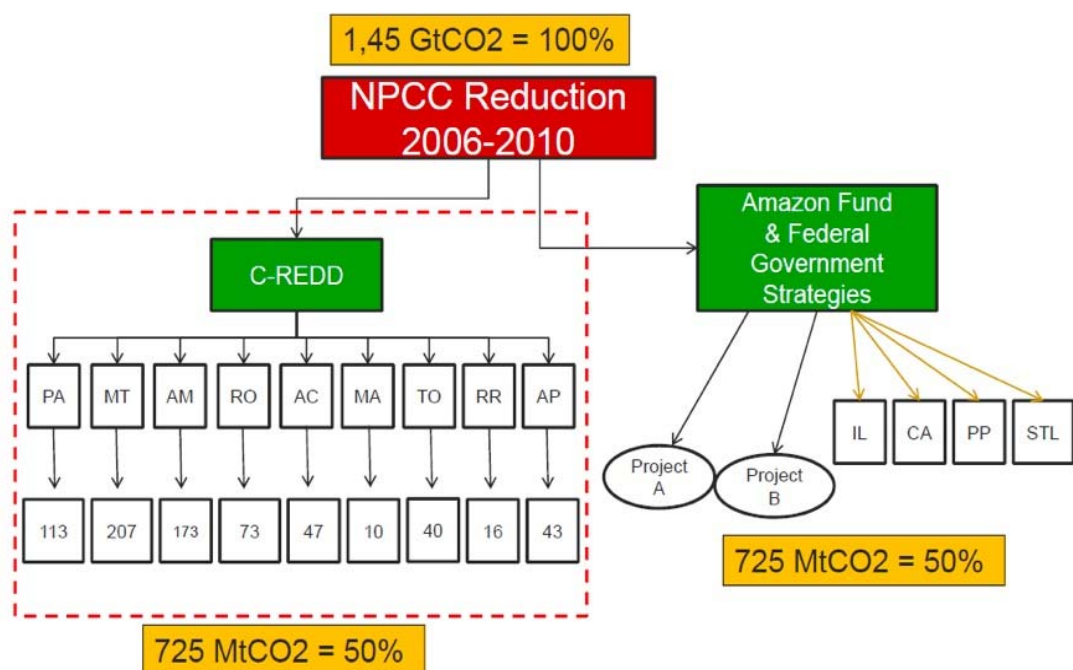 1,45 GtCO2 = 100%
NPCC Reduction
2006-2010
Amazon Fund
& Federal
Government
Strategies
C-REDD
PA MT AM RO AC MA TO RR AP
IL CA PP STL
Project
A
Project
B
113 207 173 73 47 10 40 16 43
725 MtCO2 = 50%
725 MtCO2 = 50%